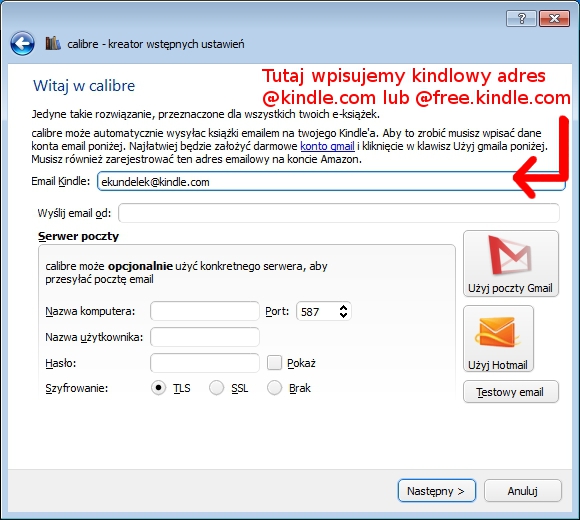 calibre - kreator wstępnych ustawień
Witaj w calibre
Tutaj wpisujemy kindlowy adres
@kindle.com lub @free.kindle.com
Jedyne takie rozwiązanie, przeznaczone dla wszystkich twoich e-książek.
calibre może automatycznie wysyłać książki emailem na twojego Kindle'a. Aby to zrobić musisz wpisać dane
konta email poniżej. Najłatwiej będzie założyć darmowe konto gmail i kliknięcie w klawisz Użyj gmaila poniżej.
Musisz również zarejestrować ten adres emailowy na koncie Amazon.
Email Kindle: ekundelek@kindle.com
Wyślij email od:
Serwer poczty
calibre może opcjonalnie użyć konkretnego serwera, aby
przesyłać pocztę email
Nazwa komputera: Port: 587
Nazwa użytkownika:
Hasło: Pokaż
Szyfrowanie: TLS SSL Brak
Użyj poczty Gmail
Użyj Hotmail
Testowy email
Następny > Anuluj